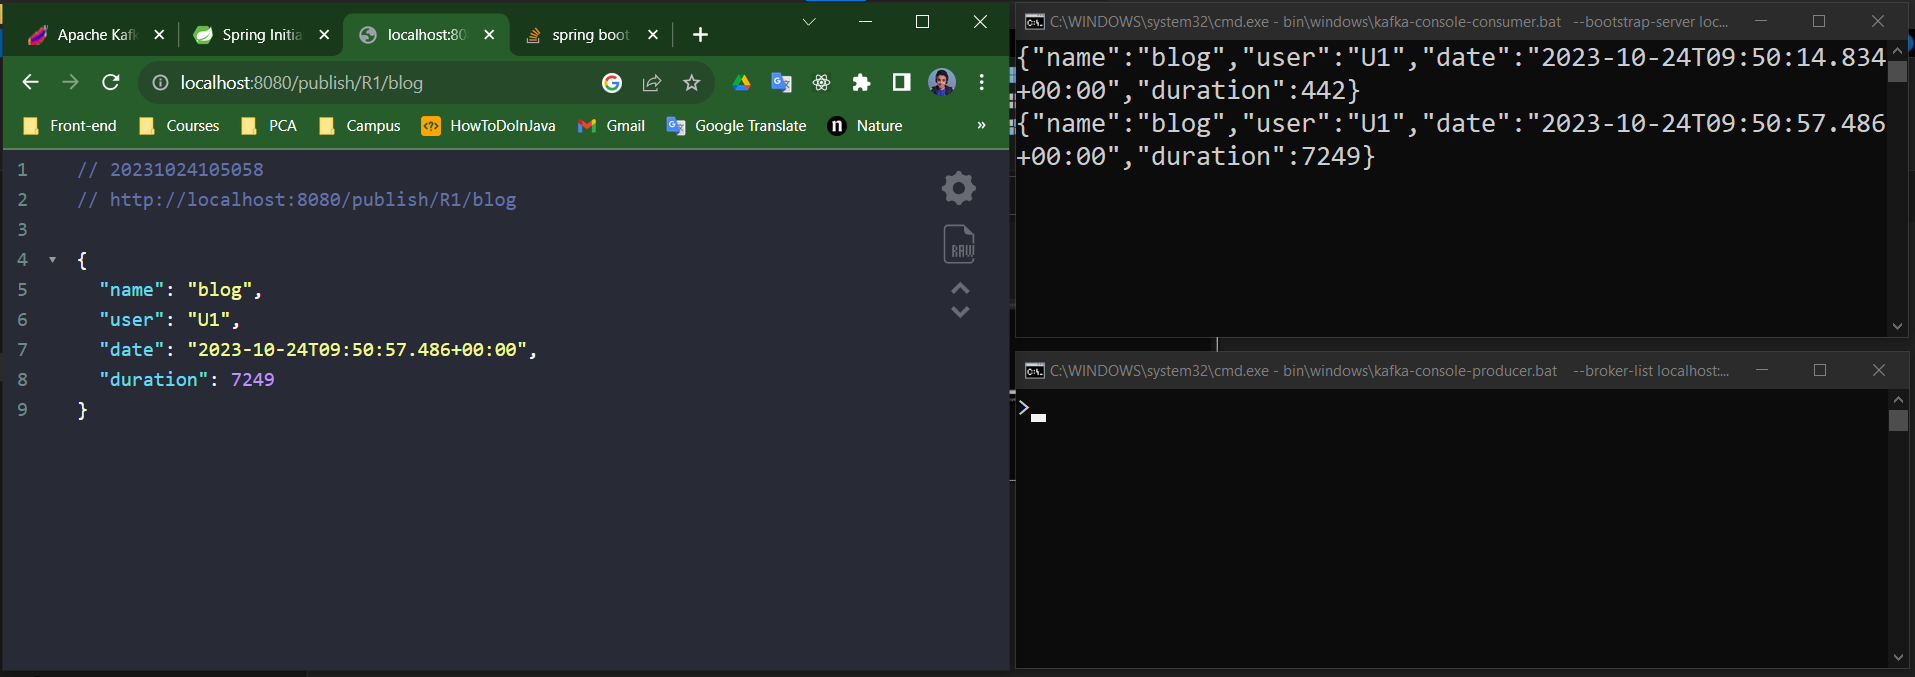 Apache Kafk
Spring Initia
localhost:80
spring boot
localhost:8080/publish/R1/blog
Front-end
Courses
PCA
Campus
HowToDoInJava
Gmail
Google Translate
Nature
»
1 // 20231024105058
2 // http://localhost:8080/publish/R1/blog
3
4 {
5 "name": "blog",
6 "user": "U1",
7 "date": "2023-10-24T09:50:57.486+00:00",
8 "duration": 7249
9 }
RAW
C:\WINDOWS\system32\cmd.exe - bin\windows\kafka-console-consumer.bat --bootstrap-server loc...
{"name":"blog","user":"U1","date":"2023-10-24T09:50:14.834
+00:00","duration":442}
{"name":"blog","user":"U1","date":"2023-10-24T09:50:57.486
+00:00","duration":7249}
C:\WINDOWS\system32\cmd.exe - bin\windows\kafka-console-producer.bat --broker-list localhost:...
>